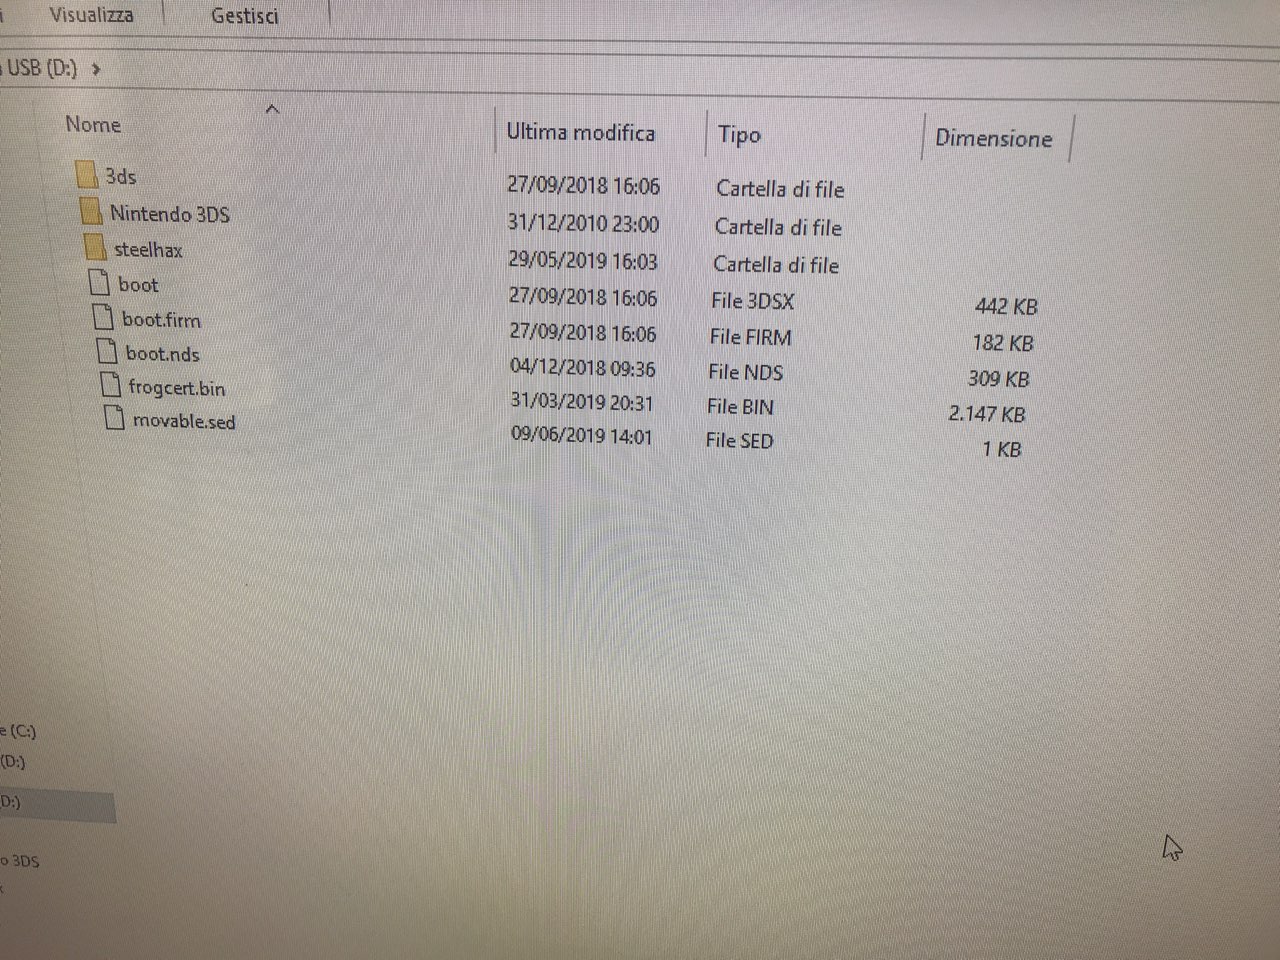 Visualizza Gestisci
USB (D:)
Nome Ultima modifica Tipo Dimensione
3ds 27/09/2018 16:06 Cartella di file
Nintendo 3DS 31/12/2010 23:00 Cartella di file
steelhax 29/05/2019 16:03 Cartella di file
boot 27/09/2018 16:06 File 3DSX 442 KB
boot.firm 27/09/2018 16:06 File FIRM 182 KB
boot.nds 04/12/2018 09:36 File NDS 309 KB
frogcert.bin 31/03/2019 20:31 File BIN 2.147 KB
movable.sed 09/06/2019 14:01 File SED 1 KB
e (C:)
(D:)
D:)
o 3DS